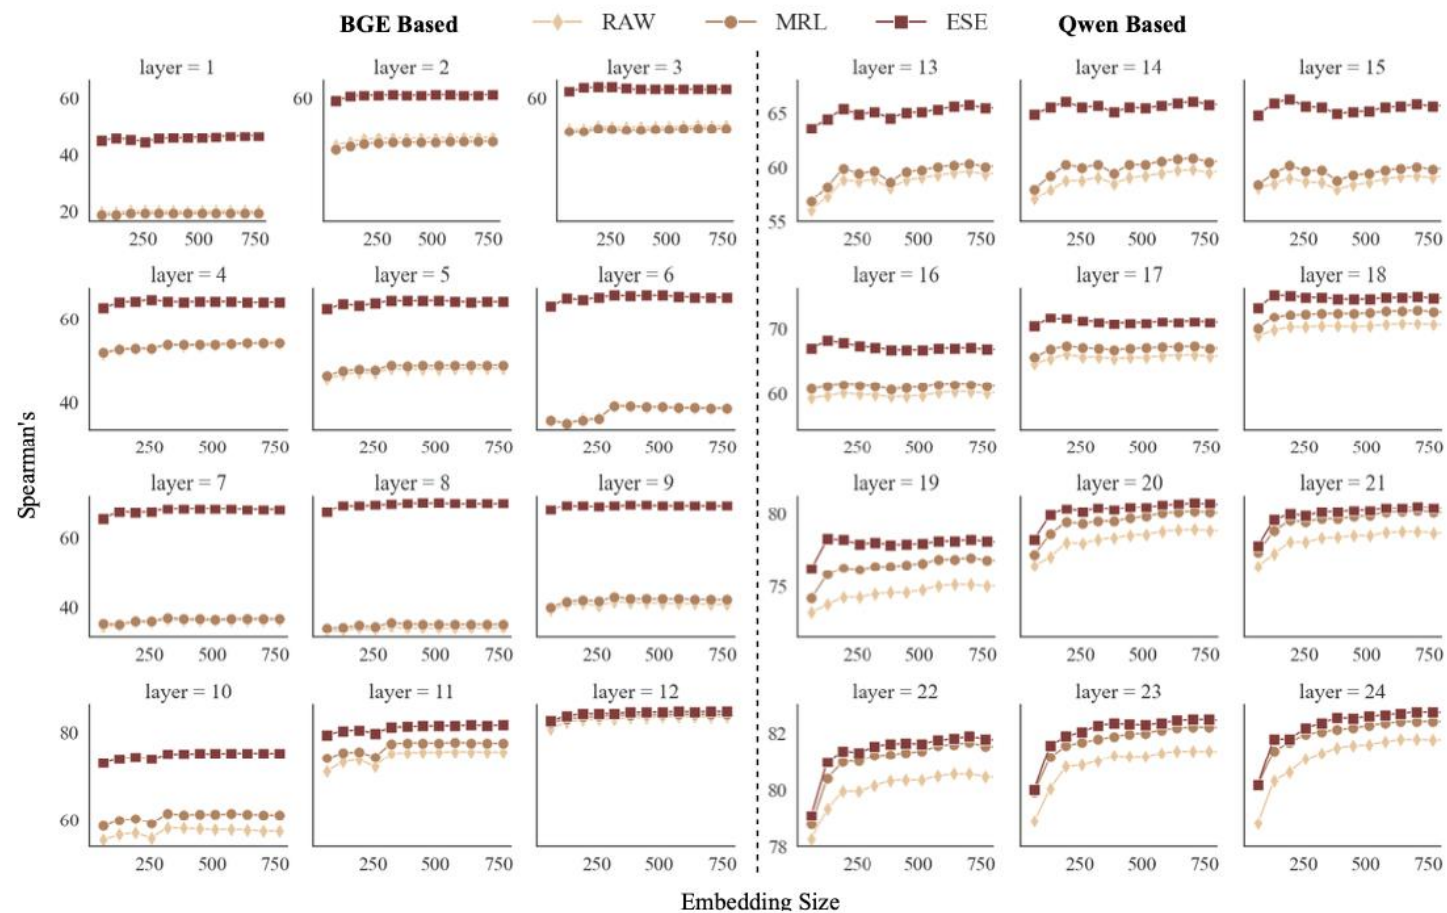 BGE Based RAW MRL ESE Qwen Based
layer = 1 layer = 2 layer = 3 layer = 13 layer = 14 layer = 15
60 60 60 65
40 60
20 55
250 500 750 250 500 750 250 500 750 250 500 750 250 500 750 250 500 750
layer = 4 layer = 5 layer = 6 layer = 16 layer = 17 layer = 18
60 70
40 60
250 500 750 250 500 750 250 500 750 250 500 750 250 500 750 250 500 750
Spearman's
layer = 7 layer = 8 layer = 9 layer = 19 layer = 20 layer = 21
60 80
40 75
250 500 750 250 500 750 250 500 750 250 500 750 250 500 750 250 500 750
layer = 10 layer = 11 layer = 12 layer = 22 layer = 23 layer = 24
80 82
60 80
78
250 500 750 250 500 750 250 500 750 250 500 750 250 500 750 250 500 750
Embedding Size